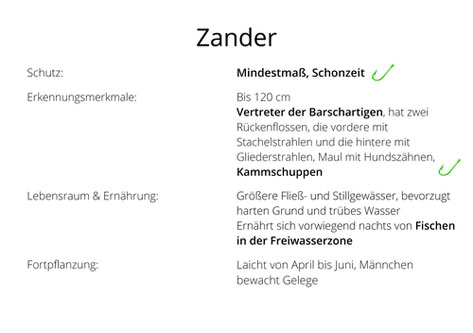 Zander
Schutz: Mindestmaß, Schonzeit
Erkennungsmerkmale: Bis 120 cm
Vertreter der Barschartigen, hat zwei
Rückenflossen, die vordere mit
Stachelstrahlen und die hintere mit
Gliederstrahlen, Maul mit Hundszähnen,
Kammschuppen
Lebensraum & Ernährung: Größere Fließ- und Stillgewässer, bevorzugt
harten Grund und trübes Wasser
Ernährt sich vorwiegend nachts von Fischen
in der Freiwasserzone
Fortpflanzung: Laicht von April bis Juni, Männchen
bewacht Gelege